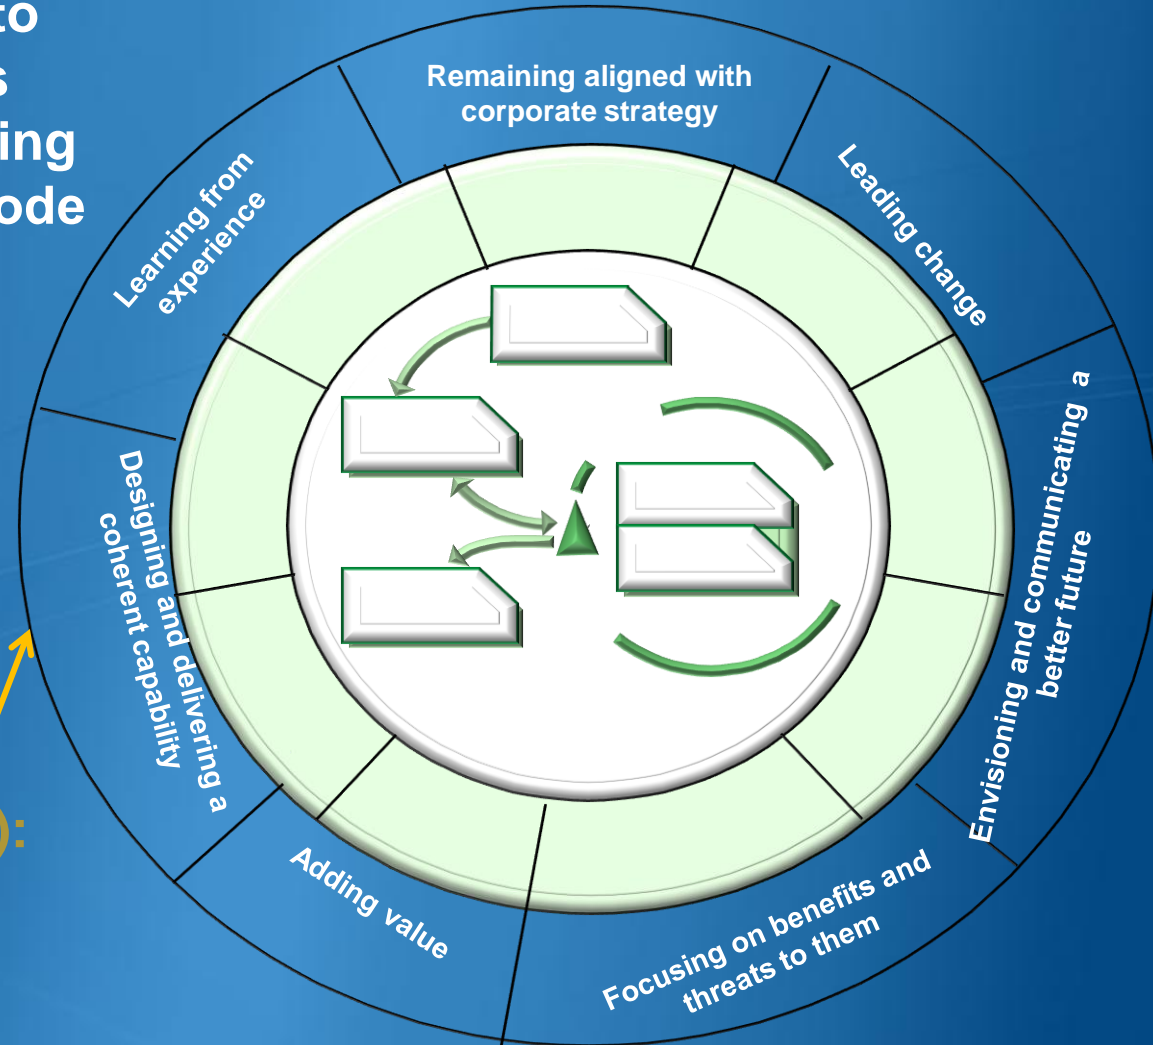 to
s
ing
ode
Remaining aligned with
corporate strategy
Leading change
Envisioning and communicating a
better future
Focusing on benefits and
threats to them
Adding value
Designing and delivering a
coherent capability
Learning from
experience
):